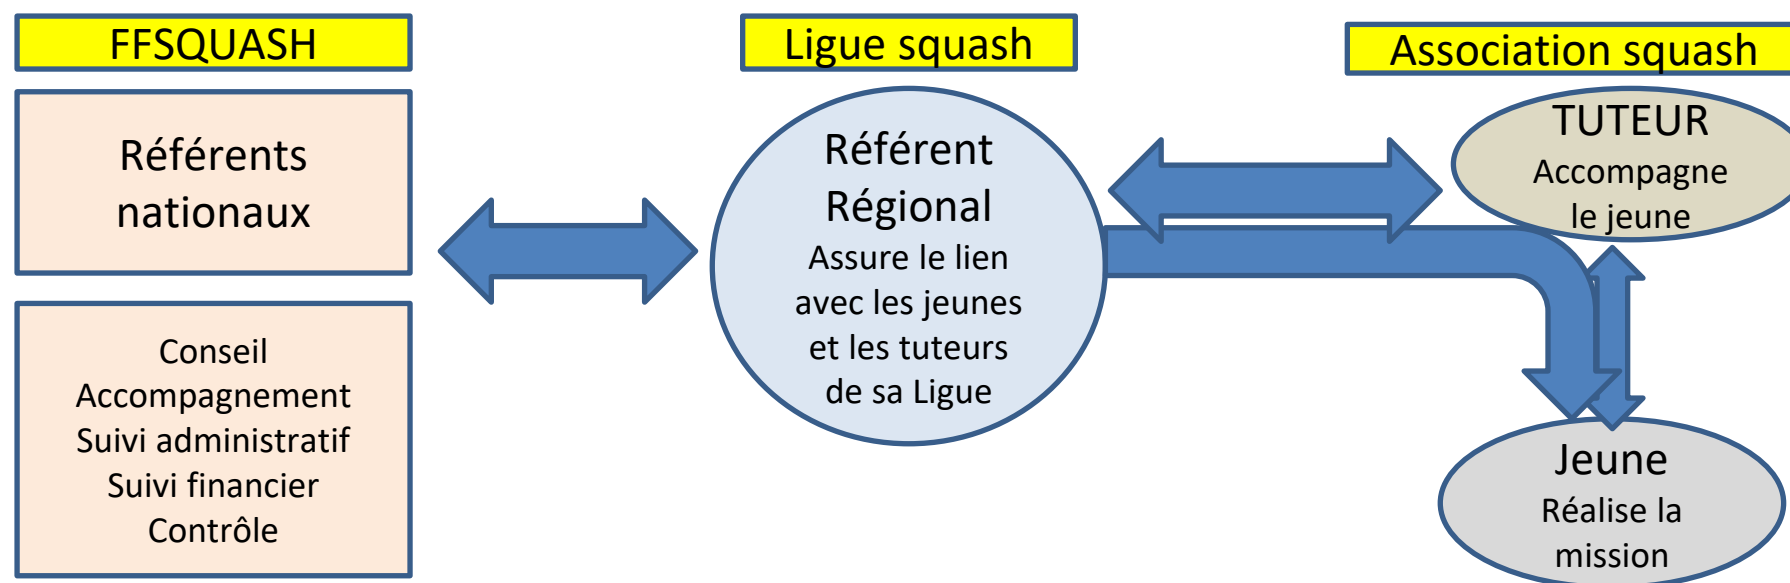 FFSQUASH
Référents
nationaux
Conseil
Accompagnement
Suivi administratif
Suivi financier
Contrôle
Ligue squash
Référent
Régional
Assure le lien
avec les jeunes
et les tuteurs
de sa Ligue
Association squash
TUTEUR
Accompagne
le jeune
Jeune
Réalise la
mission